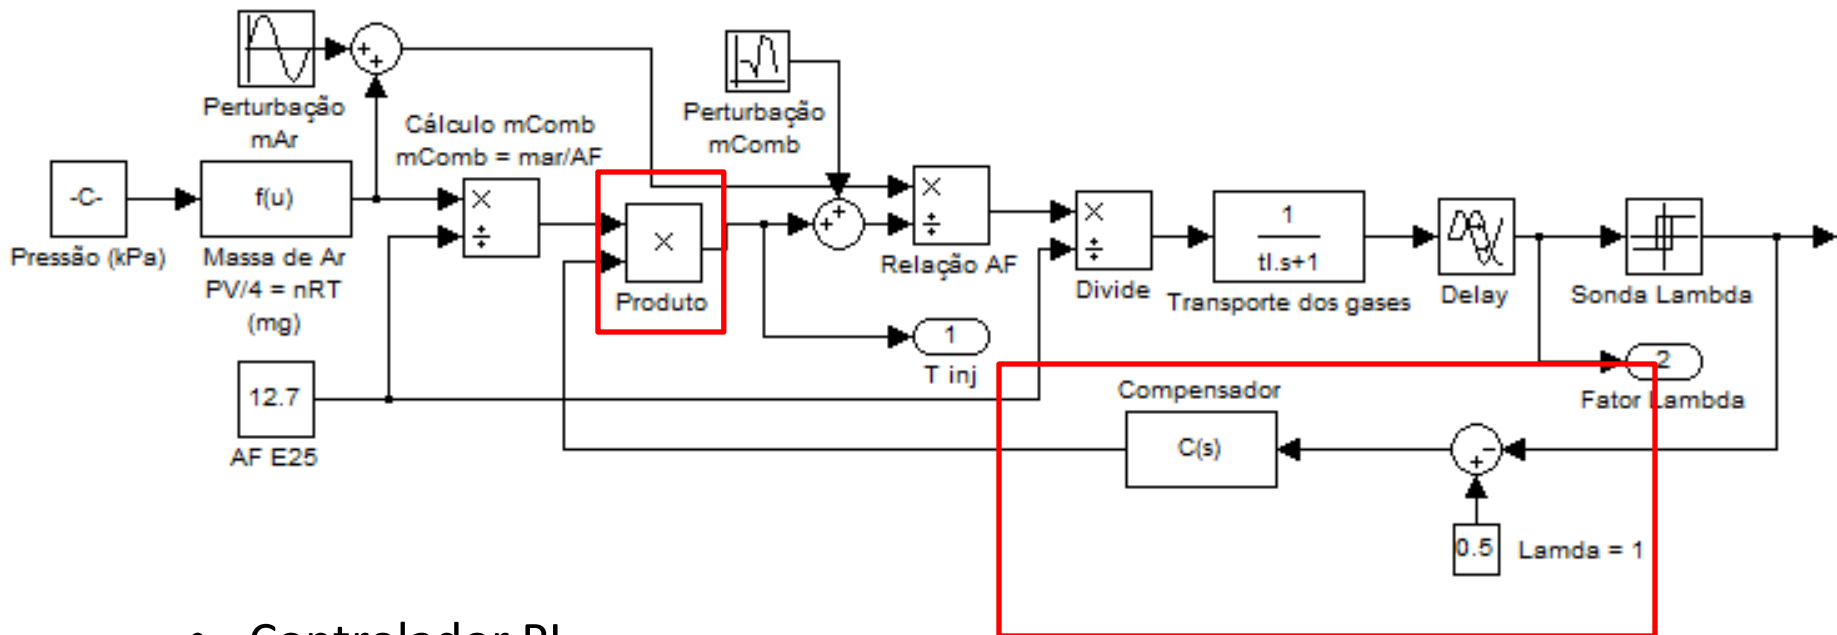 Perturbação
mAr
Cálculo mComb
mComb = mar/AF
Perturbação
mComb
-C-
Pressão (kPa)
f(u)
Massa de Ar
PV/4 = nRT
(mg)
×
÷
×
Produto
+
+
+
+
×
÷
Relação AF
×
÷
Divide
1
tl.s+1
Transporte dos gases
Delay
Sonda Lambda
1
T inj
2
Fator Lambda
12.7
AF E25
Compensador
C(s)
-
+
0.5
Lamda = 1
• Controlador PI